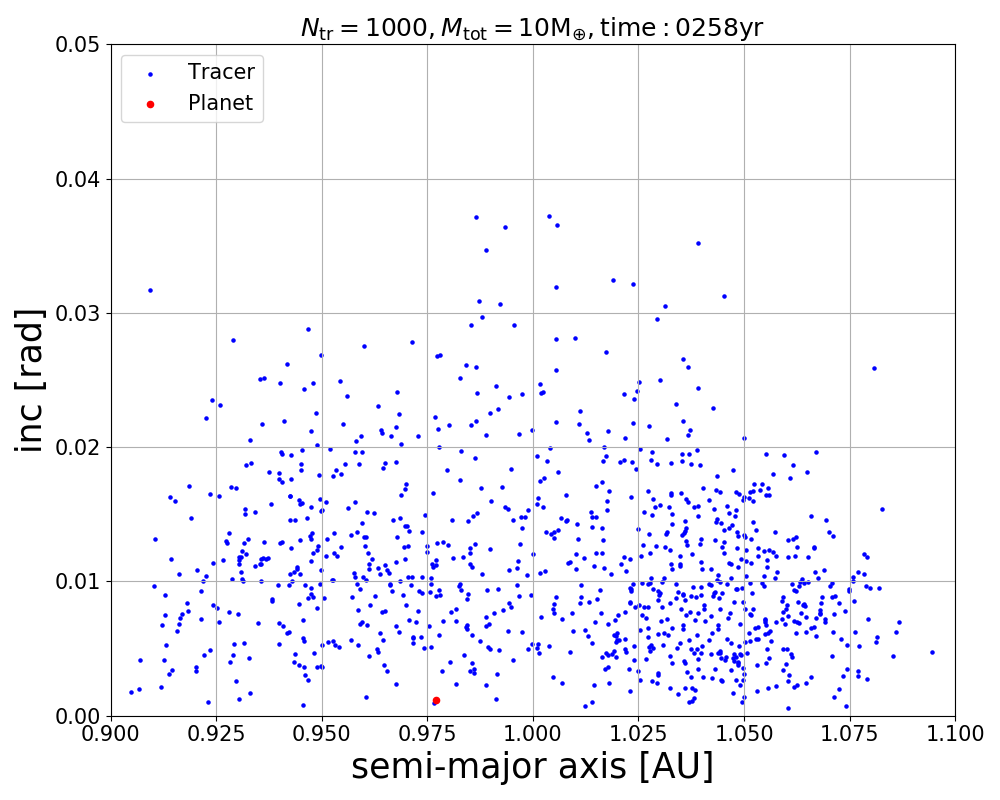 N_tr = 1000, M_tot = 10M_⊕, time : 0258yr
Tracer
Planet
inc [rad]
0.05
0.04
0.03
0.02
0.01
0.00
0.900 0.925 0.950 0.975 1.000 1.025 1.050 1.075 1.100
semi-major axis [AU]